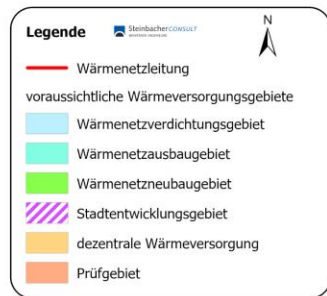 Legende
SteinbacherCONSULT
N
Wärmenetzleitung
voraussichtliche Wärmeversorgungsgebiete
Wärmenetzverdichtungsgebiet
Wärmenetzausbaugebiet
Wärmenetzneubaugebiet
Stadtentwicklungsgebiet
dezentrale Wärmeversorgung
Prüfgebiet